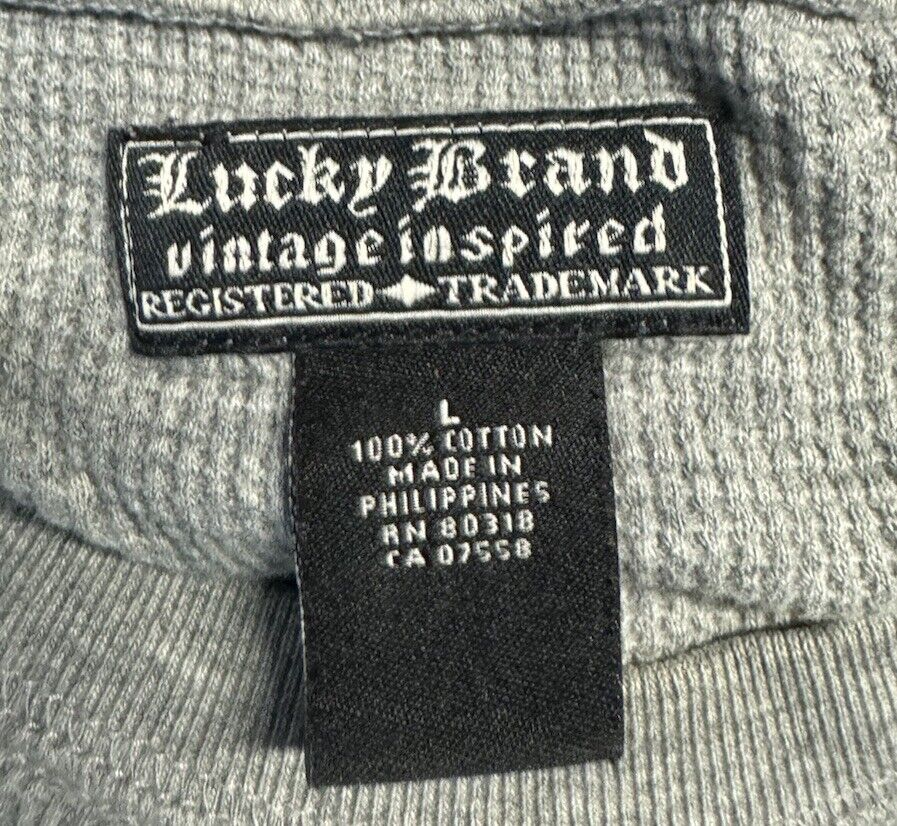 Lucky Brand
vintage inspired
REGISTERED TRADEMARK
L
100% COTTON
MADE IN
PHILIPPINES
RN 80318
CA 07558